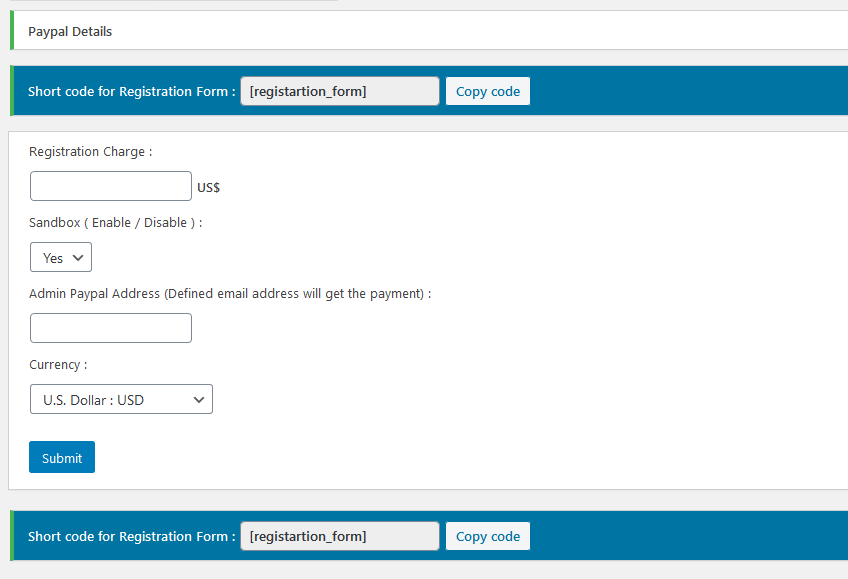 Paypal Details
Short code for Registration Form : [registartion_form] Copy code
Registration Charge :
US$
Sandbox ( Enable / Disable ) :
Yes
Admin Paypal Address (Defined email address will get the payment) :
Currency :
U.S. Dollar : USD
Submit
Short code for Registration Form : [registartion_form] Copy code